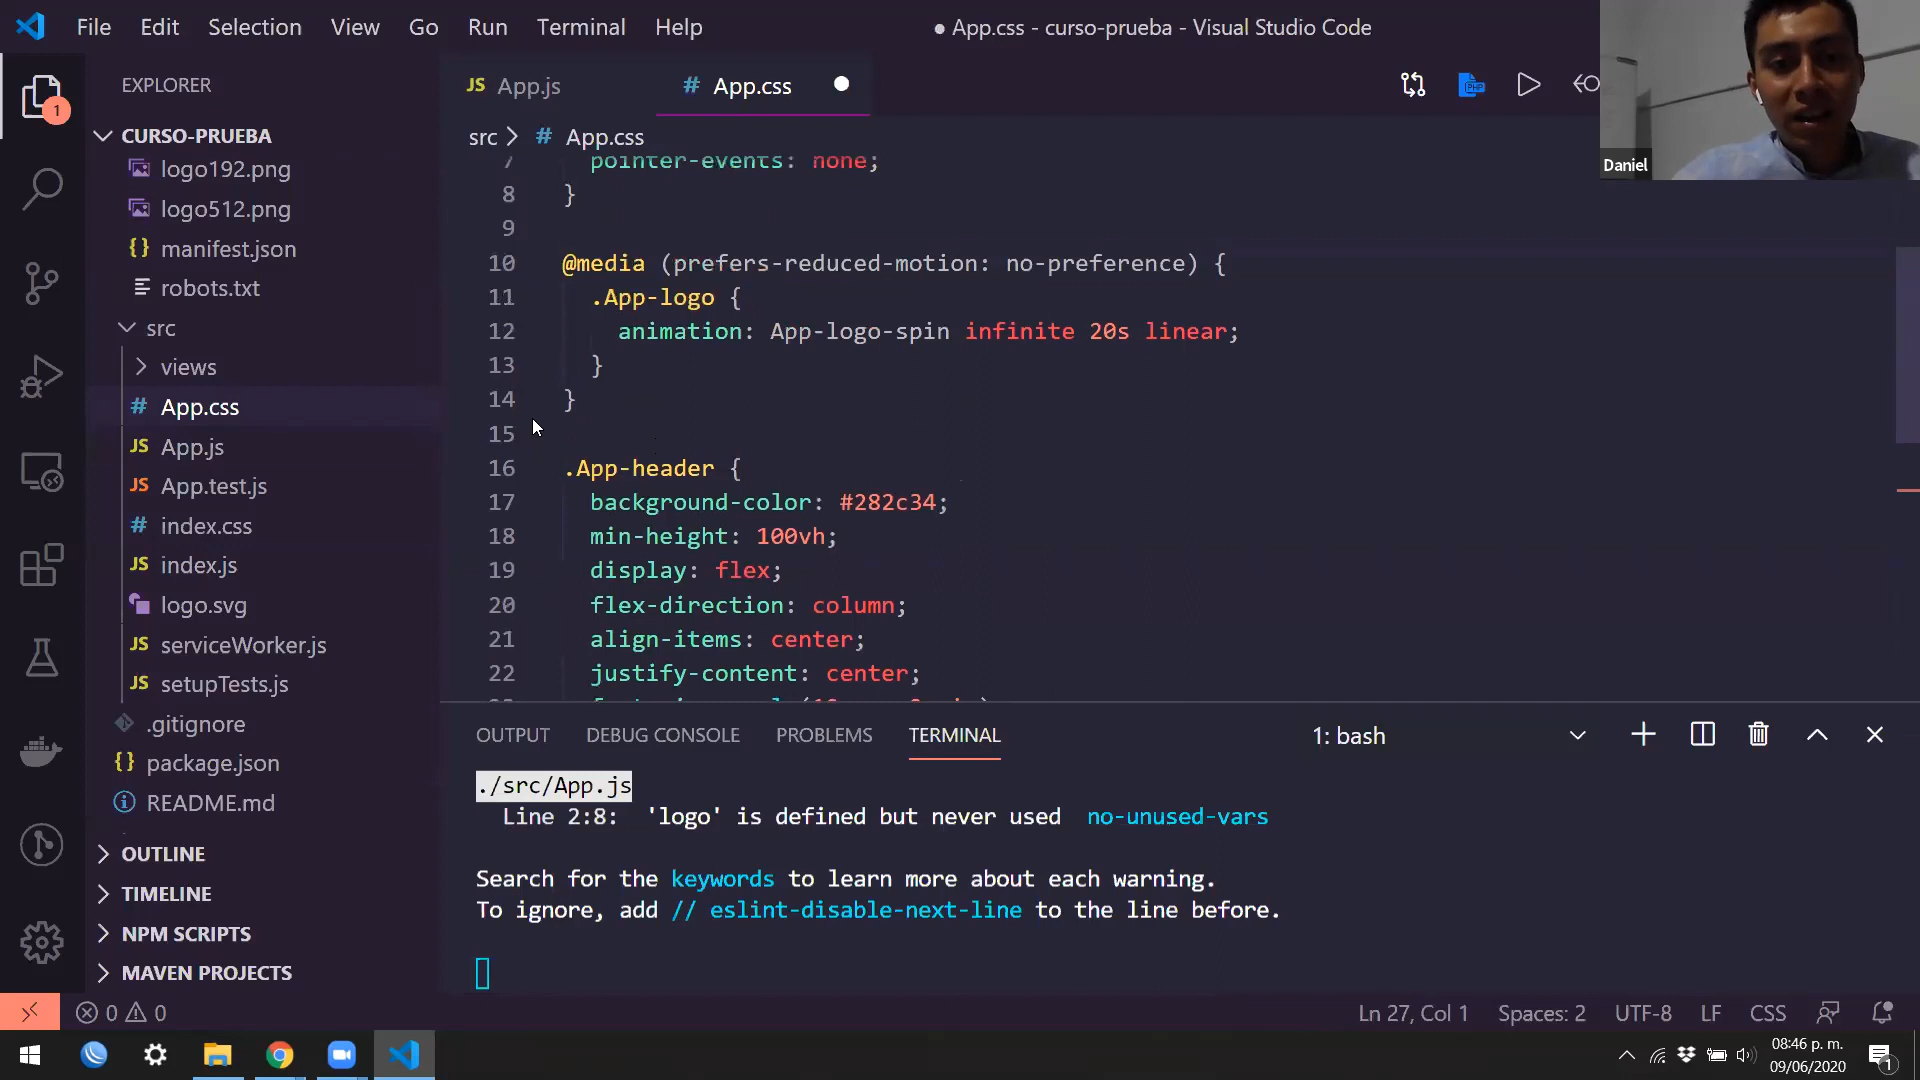 File Edit Selection View Go Run Terminal Help
● App.css - curso-prueba - Visual Studio Code
Daniel
EXPLORER
1
CURSO-PRUEBA
logo192.png
logo512.png
{} manifest.json
robots.txt
src
views
# App.css
JS App.js
JS App.test.js
# index.css
JS index.js
logo.svg
JS serviceWorker.js
JS setupTests.js
.gitignore
{} package.json
README.md
OUTLINE
TIMELINE
NPM SCRIPTS
MAVEN PROJECTS
JS App.js
# App.css
PHP
src > # App.css
7 pointer-events: none;
8 }
9
10 @media (prefers-reduced-motion: no-preference) {
11 .App-logo {
12 animation: App-logo-spin infinite 20s linear;
13 }
14 }
15
16 .App-header {
17 background-color: #282c34;
18 min-height: 100vh;
19 display: flex;
20 flex-direction: column;
21 align-items: center;
22 justify-content: center;
OUTPUT DEBUG CONSOLE PROBLEMS TERMINAL
1: bash
./src/App.js
Line 2:8: 'logo' is defined but never used no-unused-vars
Search for the keywords to learn more about each warning.
To ignore, add // eslint-disable-next-line to the line before.
0 0
Ln 27, Col 1 Spaces: 2 UTF-8 LF CSS
08:46 p. m.
09/06/2020
1